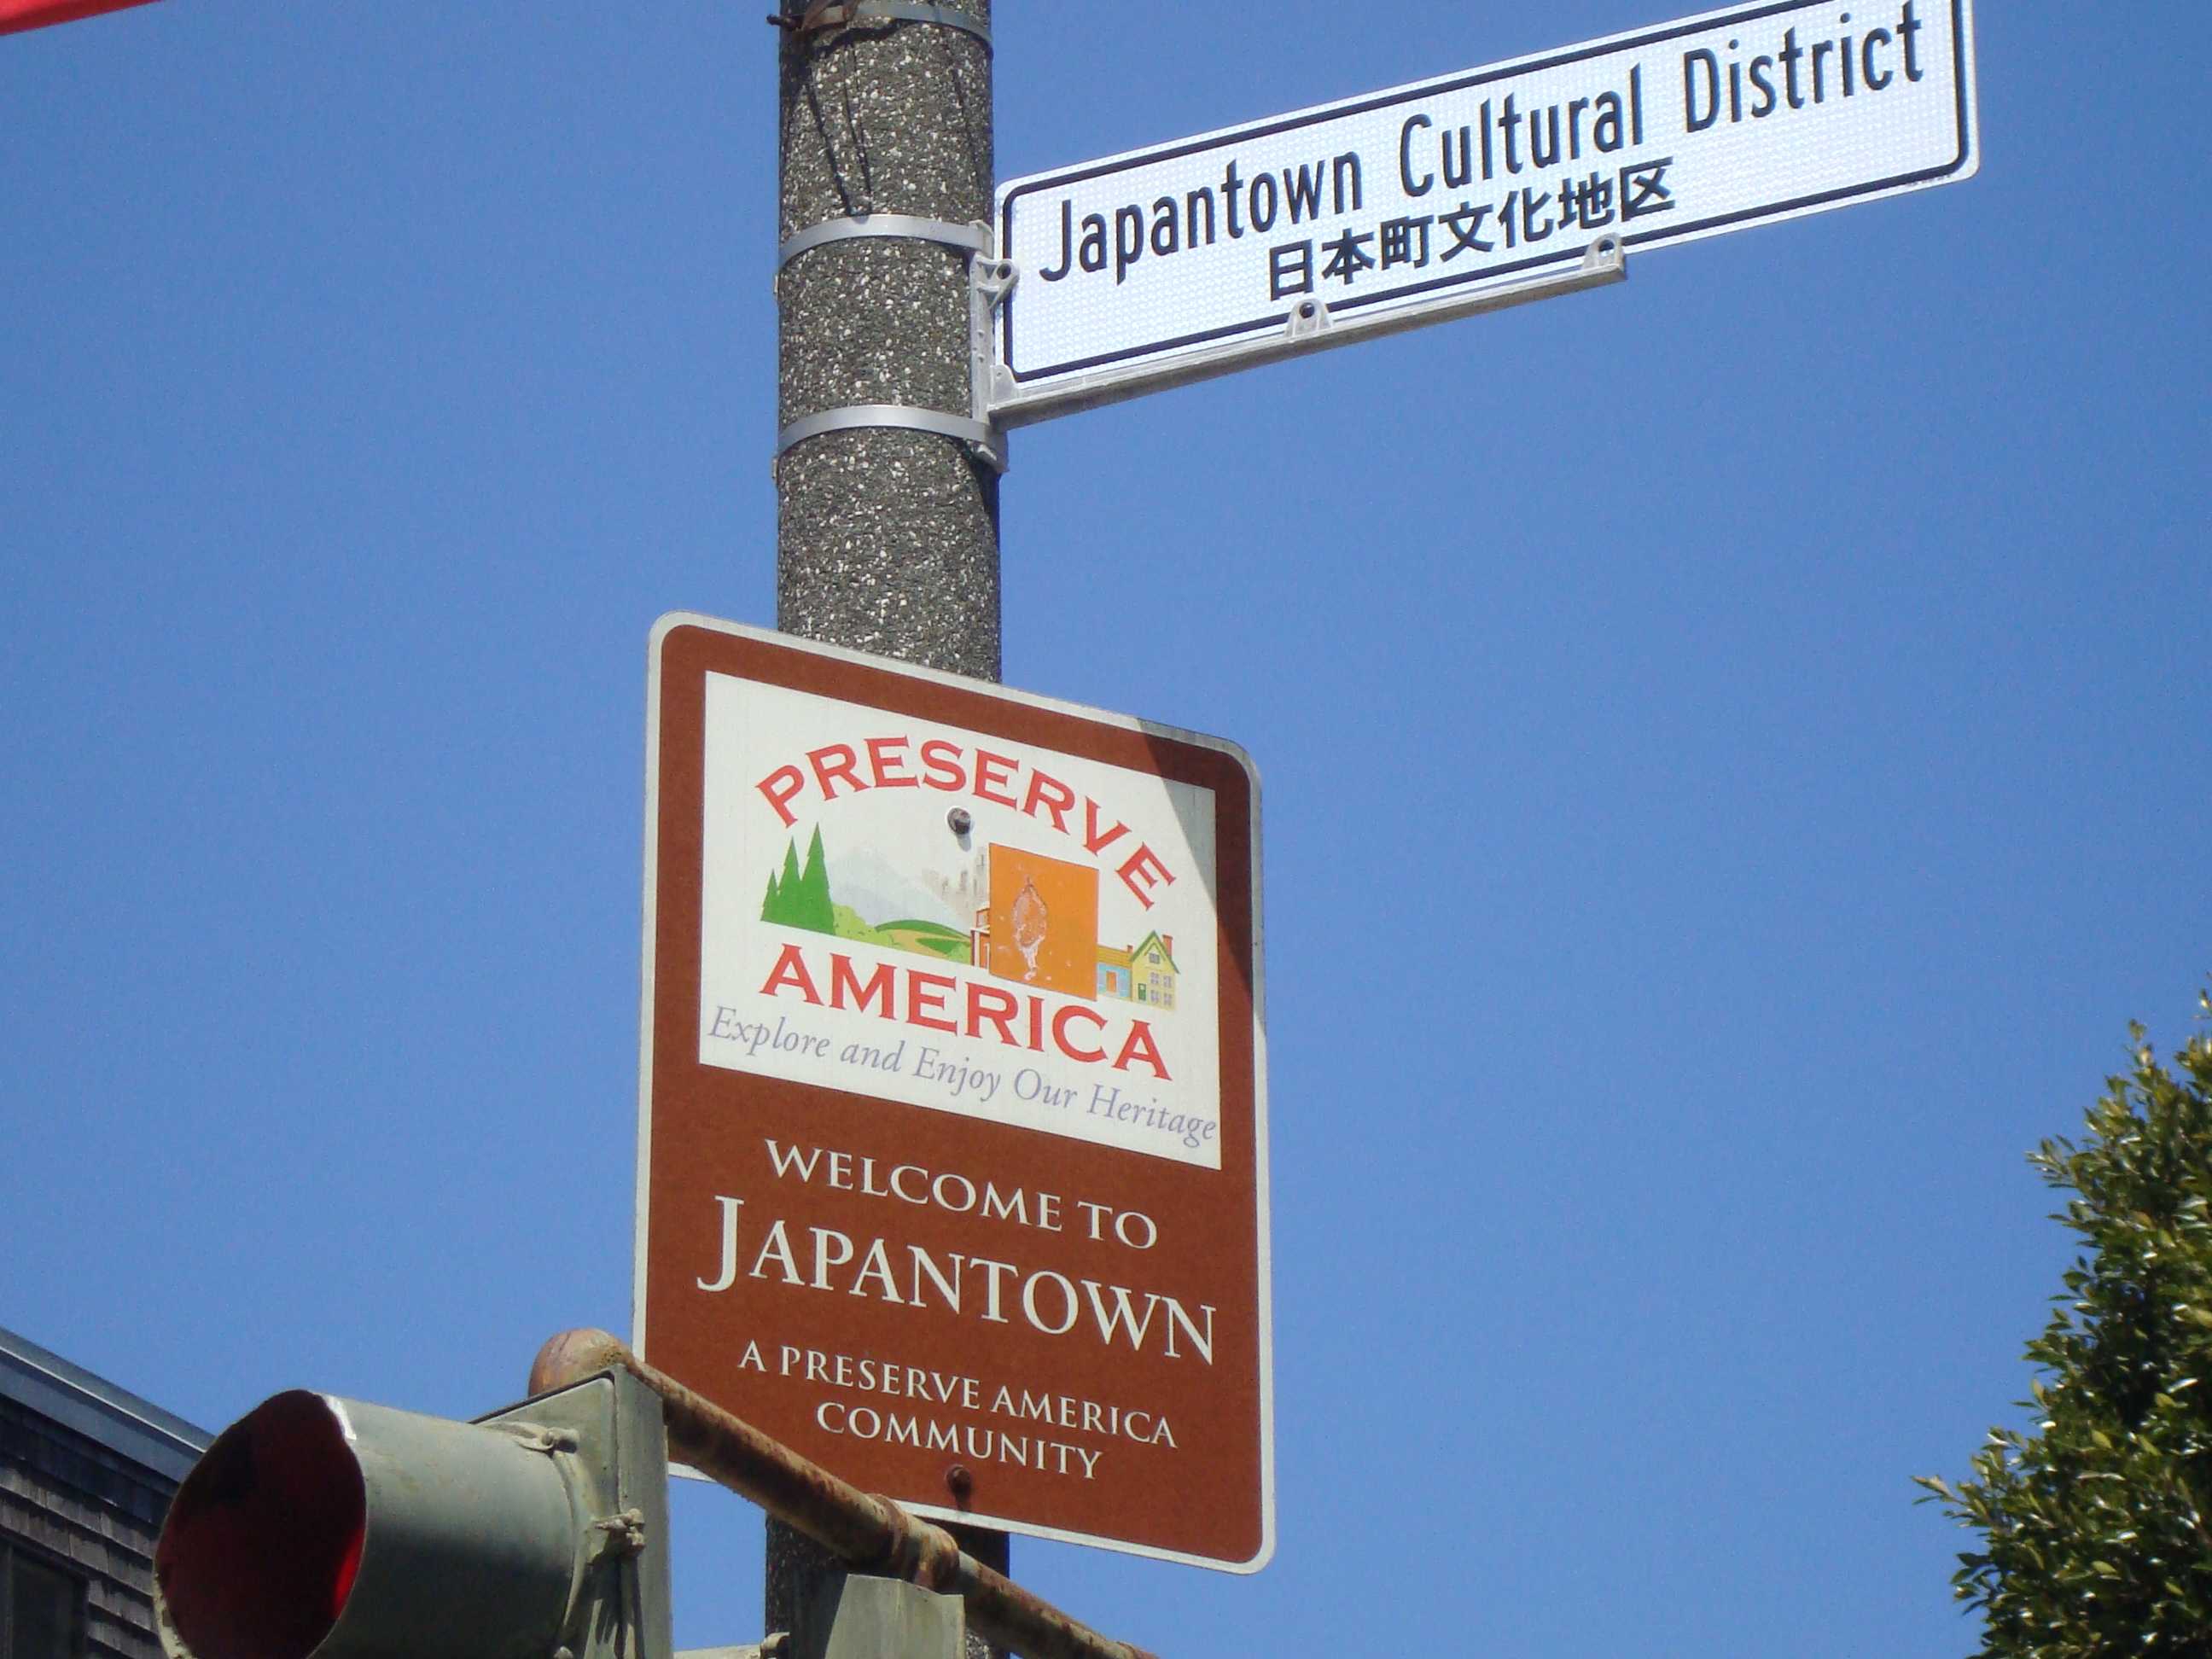 Japantown Cultural District
日本町文化地区
PRESERVE
AMERICA
Explore and Enjoy Our Heritage
WELCOME TO
JAPANTOWN
A PRESERVE AMERICA
COMMUNITY